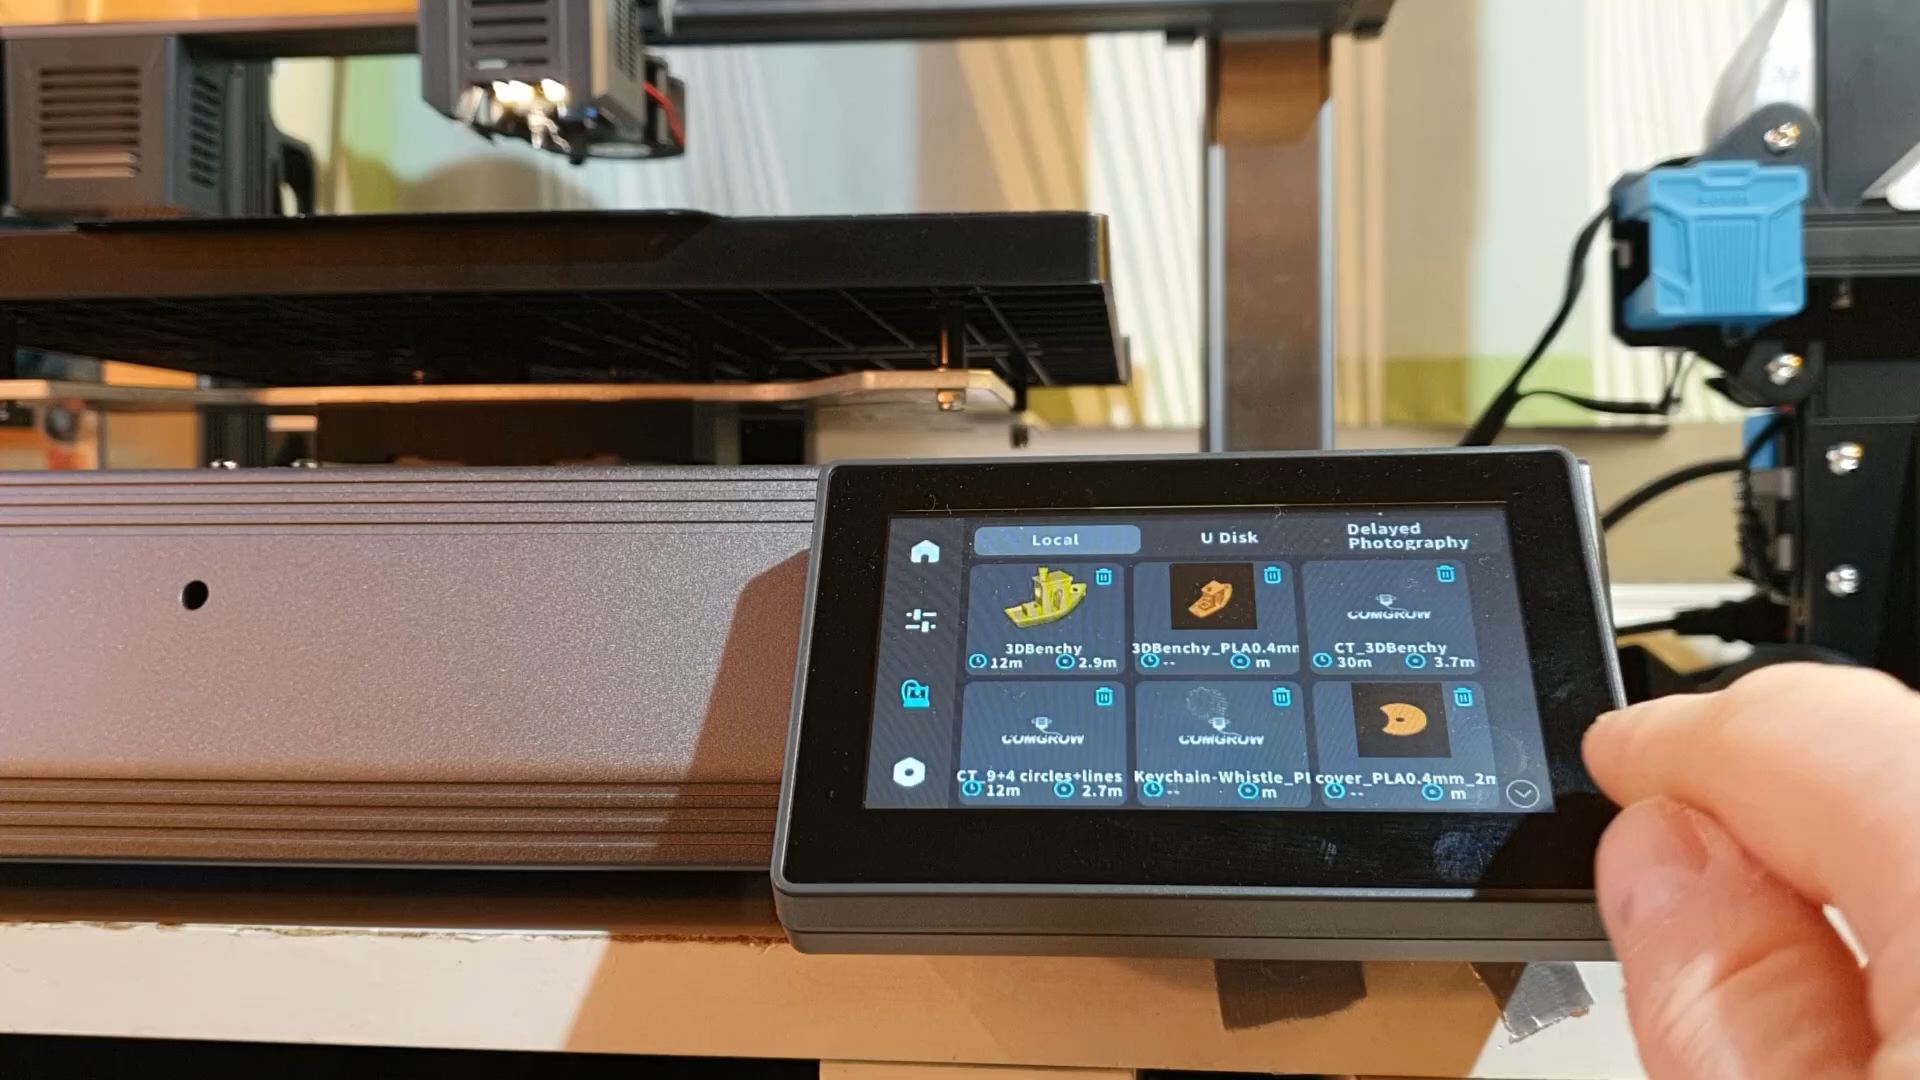 Local
U Disk
Delayed
Photography
3DBenchy
12m
2.9m
3DBenchy_PLA0.4mm
--
m
COMGROW
CT_3DBenchy
30m
3.7m
COMGROW
CT_9+4 circles+lines
12m
2.7m
COMGROW
Keychain-Whistle_Pl
--
m
cover_PLA0.4mm_2m
--
m